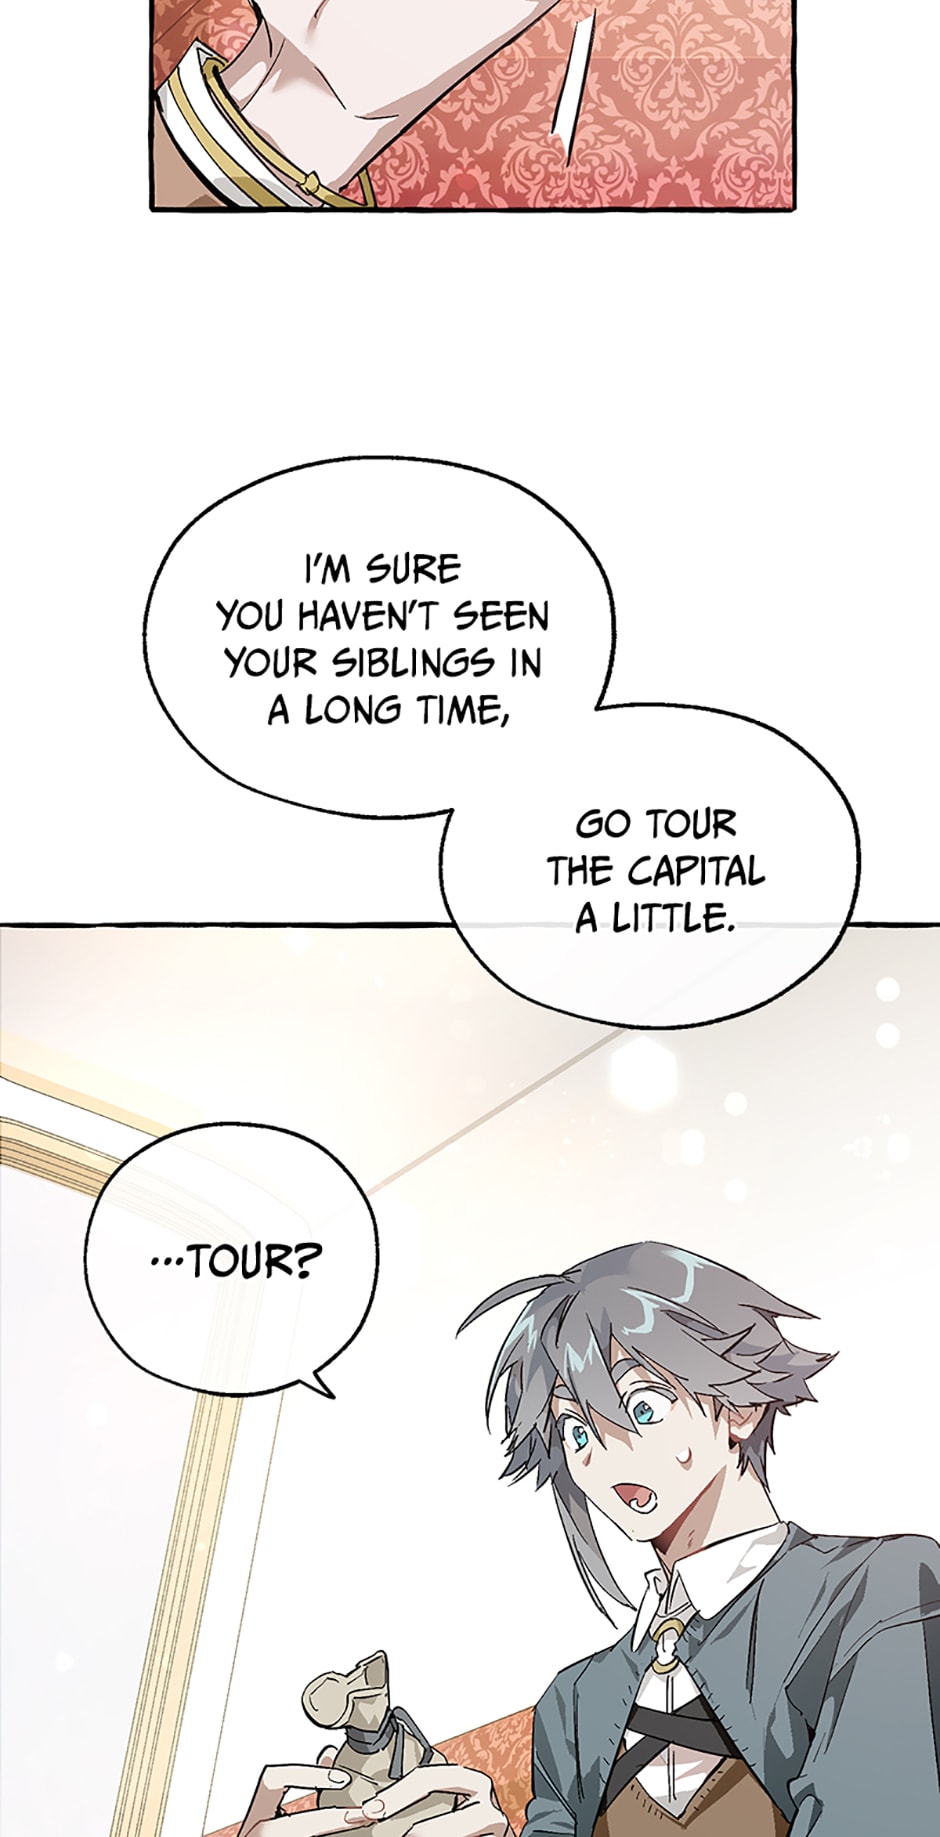 I'M SURE
YOU HAVEN'T SEEN
YOUR SIBLINGS IN
A LONG TIME,
GO TOUR
THE CAPITAL
A LITTLE.
...TOUR?